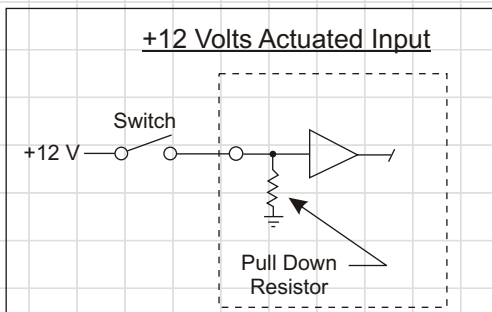 +12 Volts Actuated Input
Switch
+12 V
Pull Down
Resistor